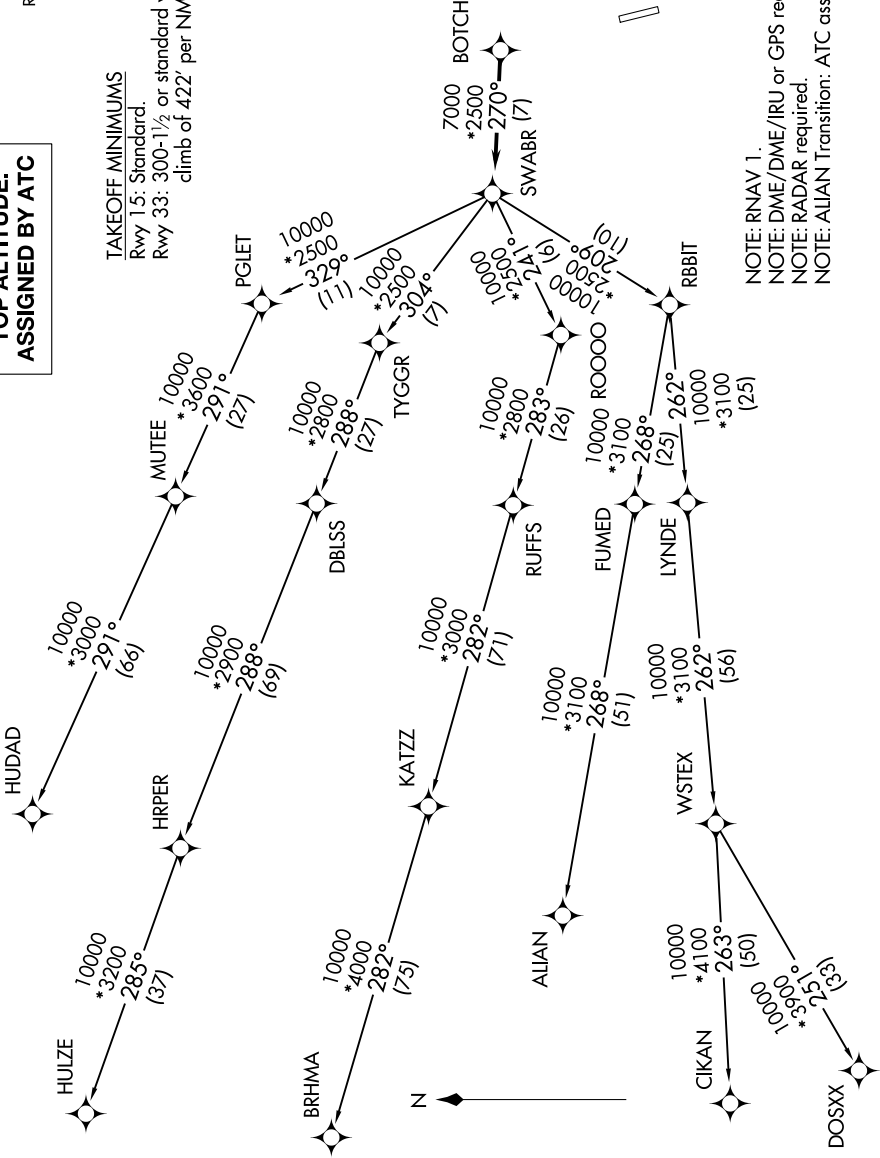 TOP ALTITUDE:
ASSIGNED BY ATC
TAKEOFF MINIMUMS
Rwy 15: Standard.
Rwy 33: 300-1½ or standard
climb of 422' per NM
BOTCH
7000
*2500
270°
(7)
SWABR
10000
*2500
329°
(11)
PGLET
10000
*3600
291°
(27)
MUTEE
10000
*3000
291°
(66)
HUDAD
10000
*2500
304°
(7)
TYGGR
10000
*2800
288°
(27)
DBLSS
10000
*2900
288°
(69)
HRPER
10000
*3200
285°
(37)
HULZE
10000
*2500
241°
(6)
ROOOO
10000
*2800
283°
(26)
RUFFS
10000
*3000
282°
(71)
KATZZ
10000
*4000
282°
(75)
BRHMA
10000
*2500
209°
(10)
RBBIT
10000
*3100
268°
(25)
FUMED
10000
*3100
268°
(51)
ALIAN
262°
10000
*3100
(25)
LYNDE
10000
*3100
262°
(56)
WSTEX
10000
*4100
263°
(50)
CIKAN
10000
*3900
251°
(33)
DOSXX
N
NOTE: RNAV 1.
NOTE: DME/DME/IRU or GPS
NOTE: RADAR required.
NOTE: ALIAN Transition: ATC